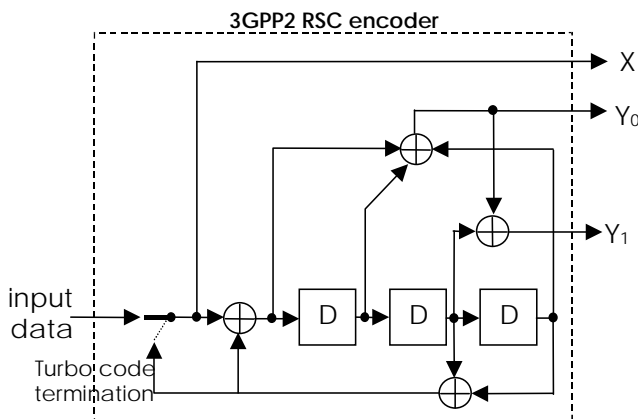 3GPP2 RSC encoder
X
Y0
Y1
input
data
D
D
D
Turbo code
termination